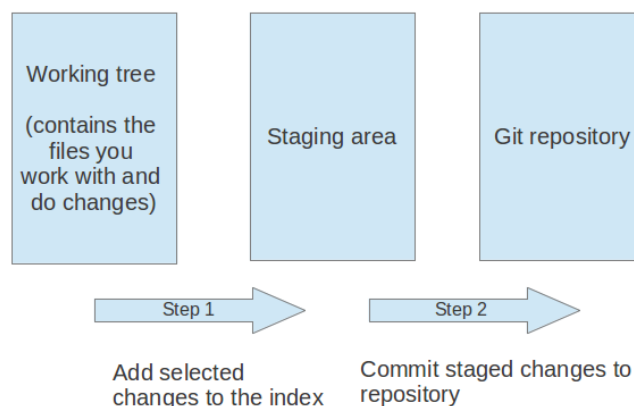 Working tree
(contains the
files you
work with and
do changes)
Staging area
Git repository
Step 1
Step 2
Add selected
changes to the index
Commit staged changes to
repository